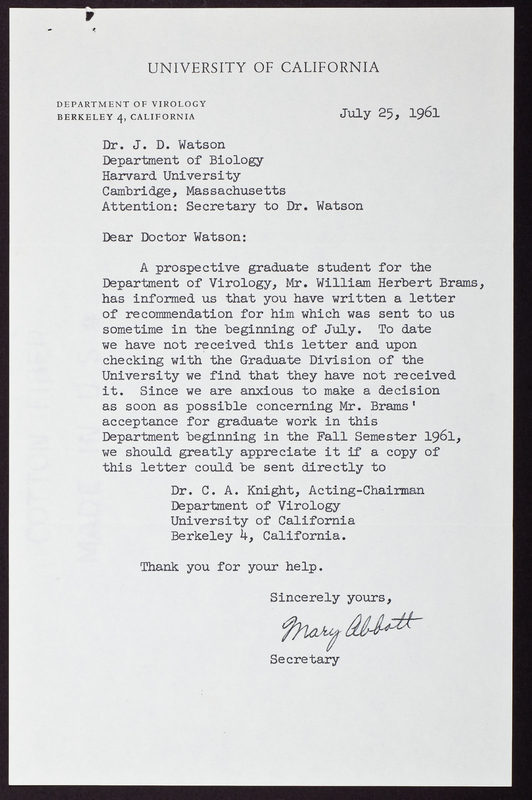 UNIVERSITY OF CALIFORNIA
DEPARTMENT OF VIROLOGY
BERKELEY 4, CALIFORNIA
July 25, 1961
Dr. J. D. Watson
Department of Biology
Harvard University
Cambridge, Massachusetts
Attention: Secretary to Dr. Watson
Dear Doctor Watson:
A prospective graduate student for the
Department of Virology, Mr. William Herbert Brams,
has informed us that you have written a letter
of recommendation for him which was sent to us
sometime in the beginning of July. To date
we have not received this letter and upon
checking with the Graduate Division of the
University we find that they have not received
it. Since we are anxious to make a decision
as soon as possible concerning Mr. Brams'
acceptance for graduate work in this
Department beginning in the Fall Semester 1961,
we should greatly appreciate it if a copy of
this letter could be sent directly to
Dr. C. A. Knight, Acting-Chairman
Department of Virology
University of California
Berkeley 4, California.
Thank you for your help.
Sincerely yours,
Mary Abbott
Secretary